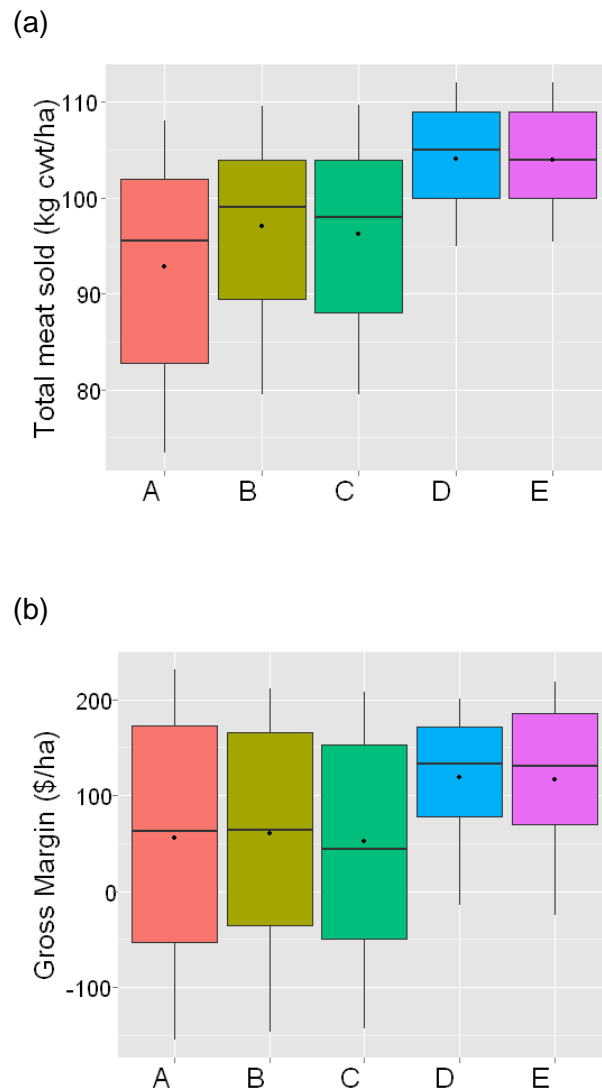 (a)
Total meat sold (kg cwt/ha)
110
100
90
80
A B C D E
(b)
Gross Margin ($/ha)
200
100
0
-100
A B C D E